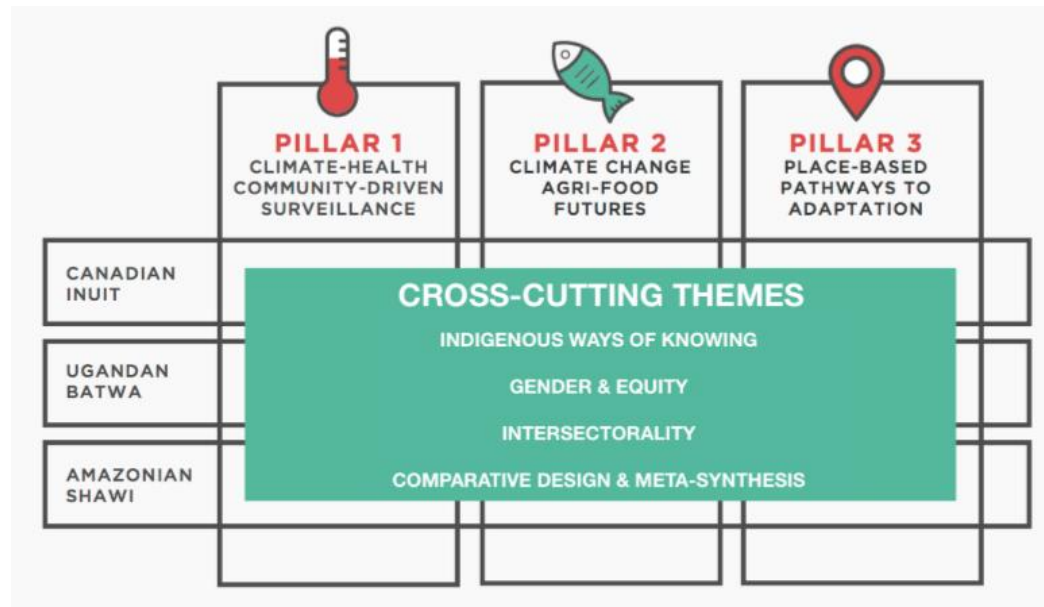 PILLAR 1
CLIMATE-HEALTH
COMMUNITY-DRIVEN
SURVEILLANCE
PILLAR 2
CLIMATE CHANGE
AGRI-FOOD
FUTURES
PILLAR 3
PLACE-BASED
PATHWAYS TO
ADAPTATION
CANADIAN
INUIT
UGANDAN
BATWA
AMAZONIAN
SHAWI
CROSS-CUTTING THEMES
INDIGENOUS WAYS OF KNOWING
GENDER & EQUITY
INTERSECTORALITY
COMPARATIVE DESIGN & META-SYNTHESIS